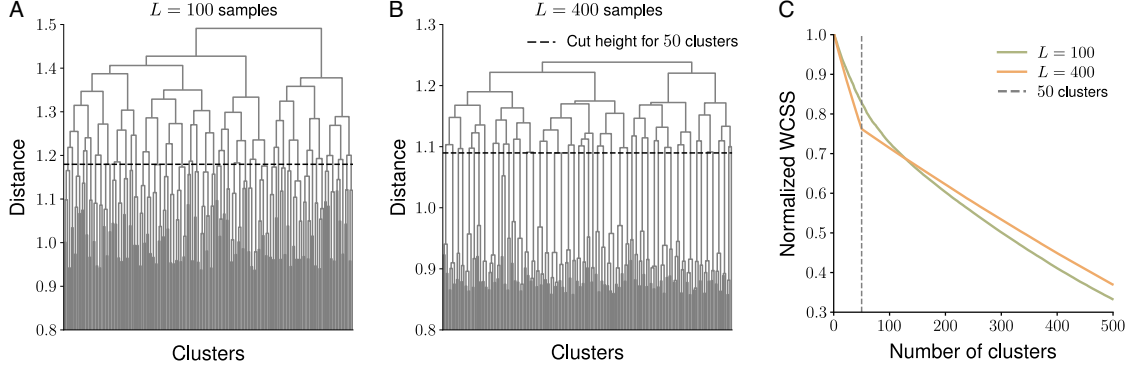 A
L = 100 samples
1.5
1.4
1.3
1.2
1.1
1.0
0.9
0.8
Distance
Clusters
B
L = 400 samples
Cut height for 50 clusters
1.3
1.2
1.1
1.0
0.9
0.8
Distance
Clusters
C
L = 100
L = 400
50 clusters
1.0
0.9
0.8
0.7
0.6
0.5
0.4
0.3
Normalized WCSS
0
100
200
300
400
500
Number of clusters